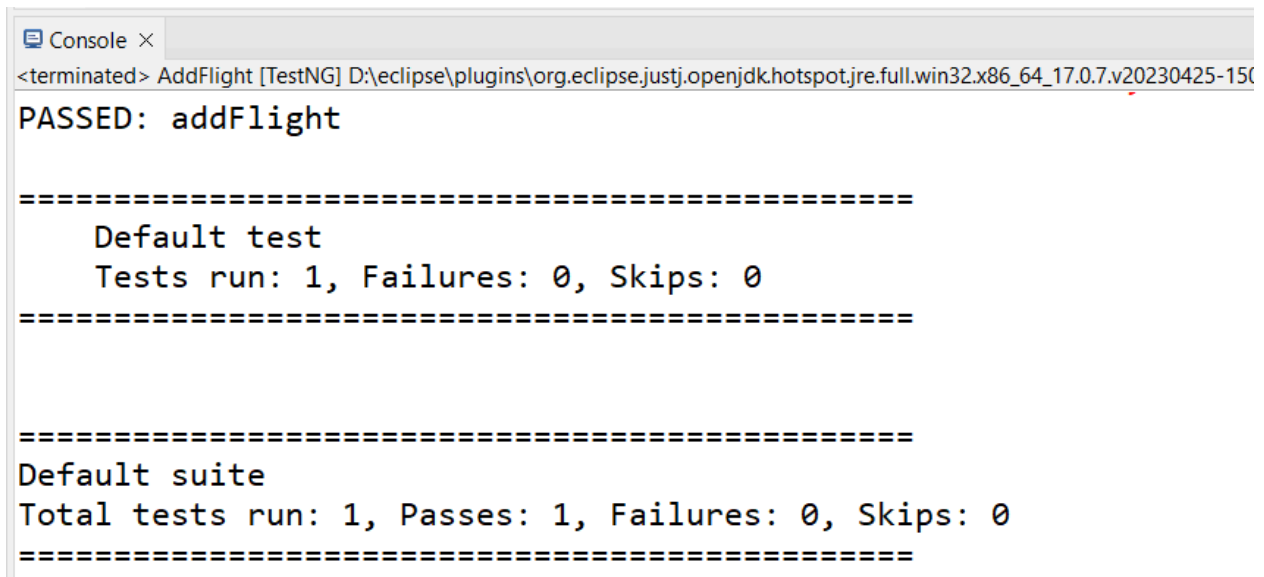 Console
<terminated> AddFlight [TestNG] D:\eclipse\plugins\org.eclipse.justj.openjdk.hotspot.jre.full.win32.x86_64_17.0.7.v20230425-150
PASSED: addFlight
===============================================
Default test
Tests run: 1, Failures: 0, Skips: 0
===============================================
===============================================
Default suite
Total tests run: 1, Passes: 1, Failures: 0, Skips: 0
===============================================